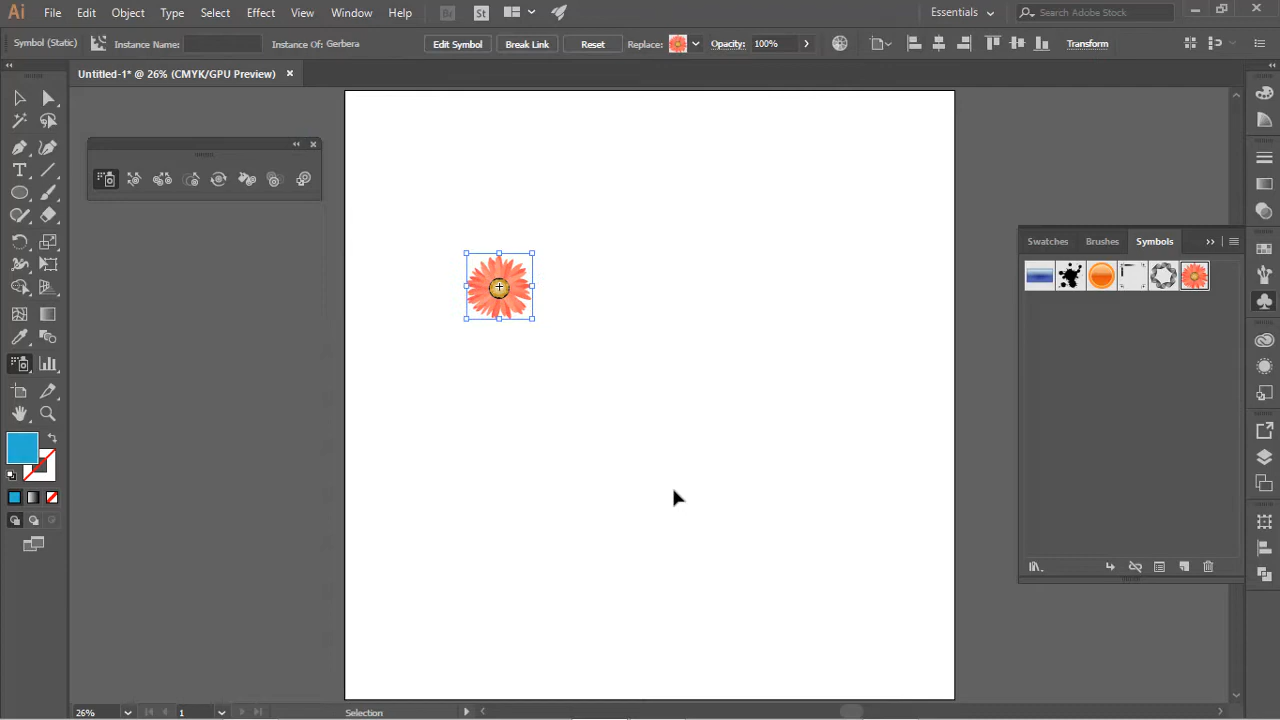 Ai File Edit Object Type Select Effect View Window Help Br St Essentials Search Adobe Stock
Symbol (Static) Instance Name: Instance Of: Gerbera Edit Symbol Break Link Reset Replace: Opacity: 100% Transform
Untitled-1* @ 26% (CMYK/GPU Preview)
Swatches Brushes Symbols
26% 1 Selection